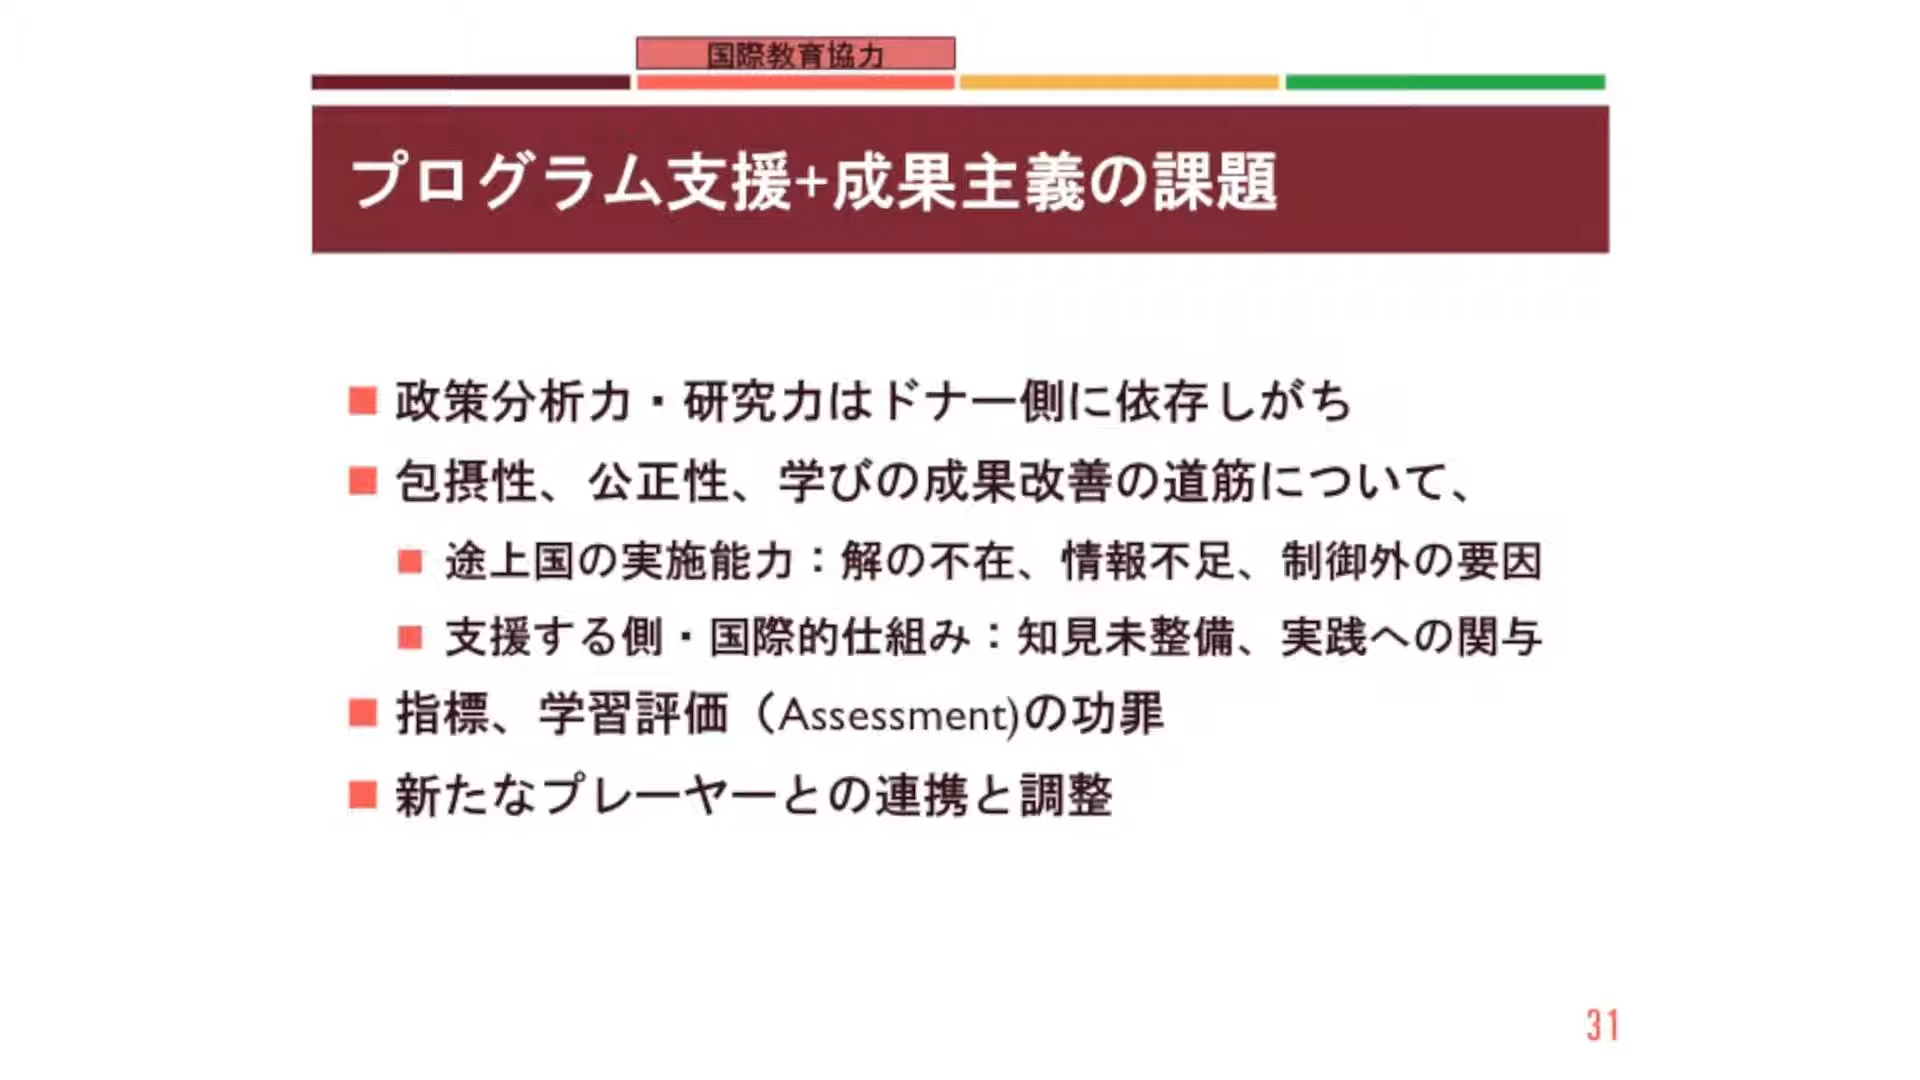 国際教育協力
プログラム支援+成果主義の課題
政策分析力・研究力はドナー側に依存しがち
包摂性、公正性、学びの成果改善の道筋について、
途上国の実施能力：解の不在、情報不足、制御外の要因
支援する側・国際的仕組み：知見未整備、実践への関与
指標、学習評価（Assessment)の功罪
新たなプレーヤーとの連携と調整
31